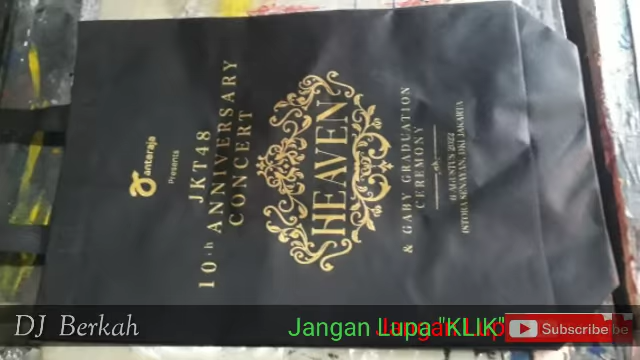 anteraja
Presents
JKT48
10th ANNIVERSARY
CONCERT
HEAVEN
& GABY GRADUATION
CEREMONY
INTORA SENAYAN, DKI JAKARTA
DJ Berkah
Jangan Lupa "KLIK"
Subscribe